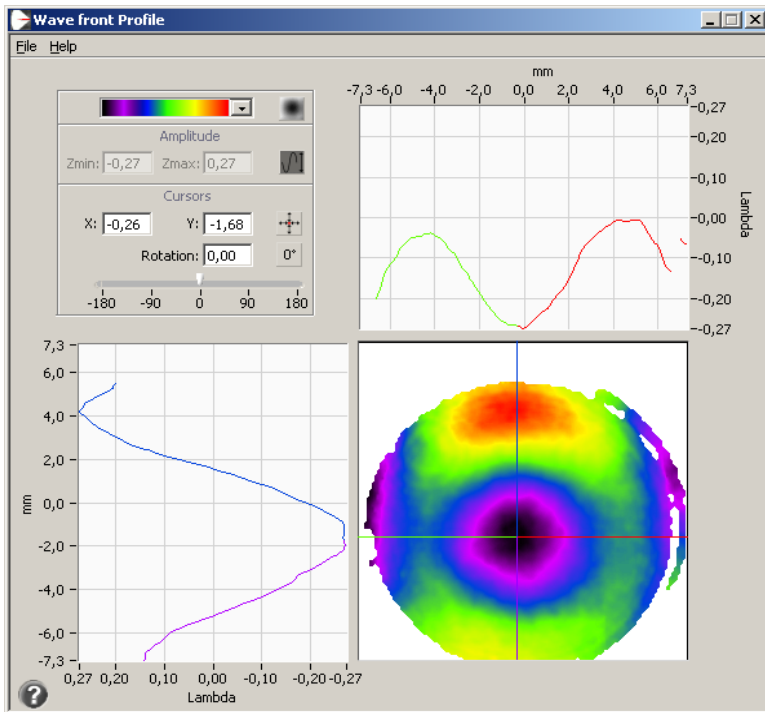 Wave front Profile
File Help
Amplitude
Zmin: -0,27 Zmax: 0,27
Cursors
X: -0,26 Y: -1,68
Rotation: 0,00 0°
-180 -90 0 90 180
mm
-7,3 -6,0 -4,0 -2,0 0,0 2,0 4,0 6,0 7,3
-0,27
-0,20
-0,10
-0,00
-0,10
-0,20
-0,27
Lambda
7,3
6,0
4,0
2,0
0,0
-2,0
-4,0
-6,0
-7,3
mm
0,27 0,20 0,10 0,00 -0,10 -0,20 -0,27
Lambda
?